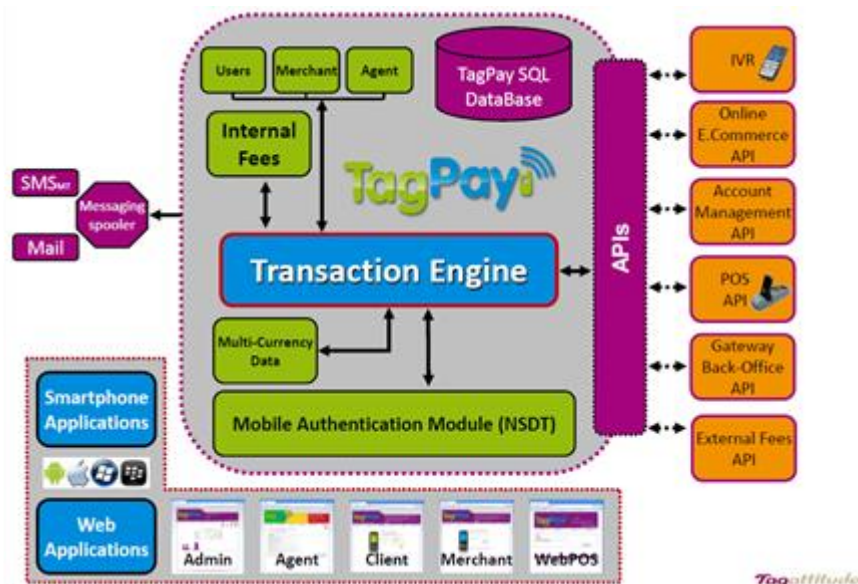 Users
Merchant
Agent
TagPay SQL
DataBase
Internal
Fees
TagPay
SMSMT
Messaging
spooler
Mail
Transaction Engine
APIs
Multi-Currency
Data
Mobile Authentication Module (NSDT)
IVR
Online
E.Commerce
API
Account
Management
API
POS
API
Gateway
Back-Office
API
External Fees
API
Smartphone
Applications
Web
Applications
Admin
Agent
Client
Merchant
WebPOS
Tagattitude